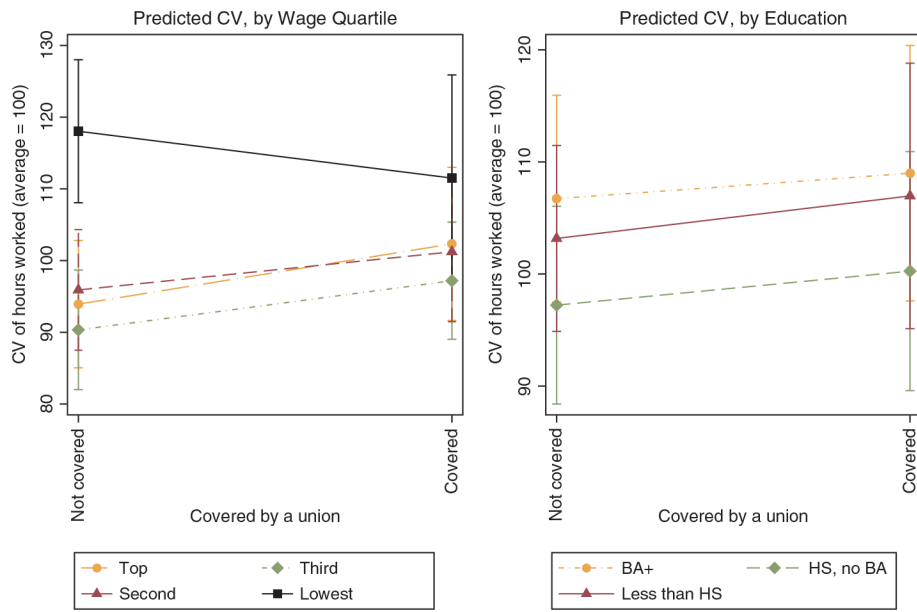 Predicted CV, by Wage Quartile
CV of hours worked (average = 100)
130
120
110
100
90
80
Not covered
Covered
Covered by a union
Top
Third
Second
Lowest
Predicted CV, by Education
CV of hours worked (average = 100)
120
110
100
90
Not covered
Covered
Covered by a union
BA+
HS, no BA
Less than HS